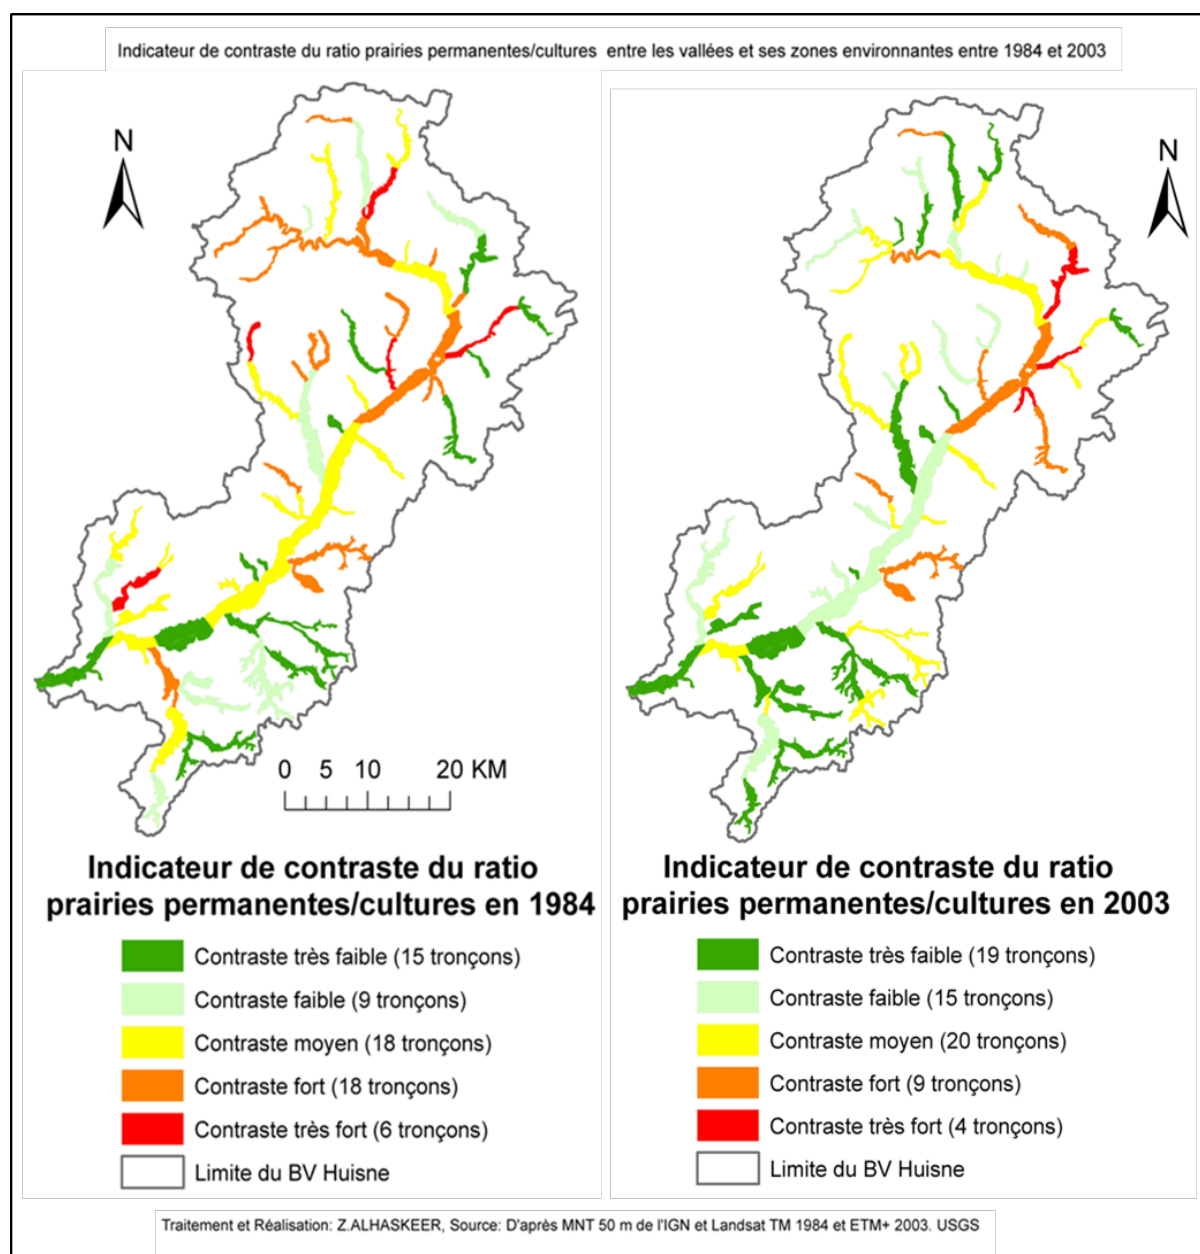 Indicateur de contraste du ratio prairies permanentes/cultures entre les vallées et ses zones environnantes entre 1984 et 2003
N
N
0 5 10 20 KM
Indicateur de contraste du ratio
prairies permanentes/cultures en 1984
Contraste très faible (15 tronçons)
Contraste faible (9 tronçons)
Contraste moyen (18 tronçons)
Contraste fort (18 tronçons)
Contraste très fort (6 tronçons)
Limite du BV Huisne
Indicateur de contraste du ratio
prairies permanentes/cultures en 2003
Contraste très faible (19 tronçons)
Contraste faible (15 tronçons)
Contraste moyen (20 tronçons)
Contraste fort (9 tronçons)
Contraste très fort (4 tronçons)
Limite du BV Huisne
Traitement et Réalisation: Z.ALHASKEER, Source: D'après MNT 50 m de l'IGN et Landsat TM 1984 et ETM+ 2003. USGS